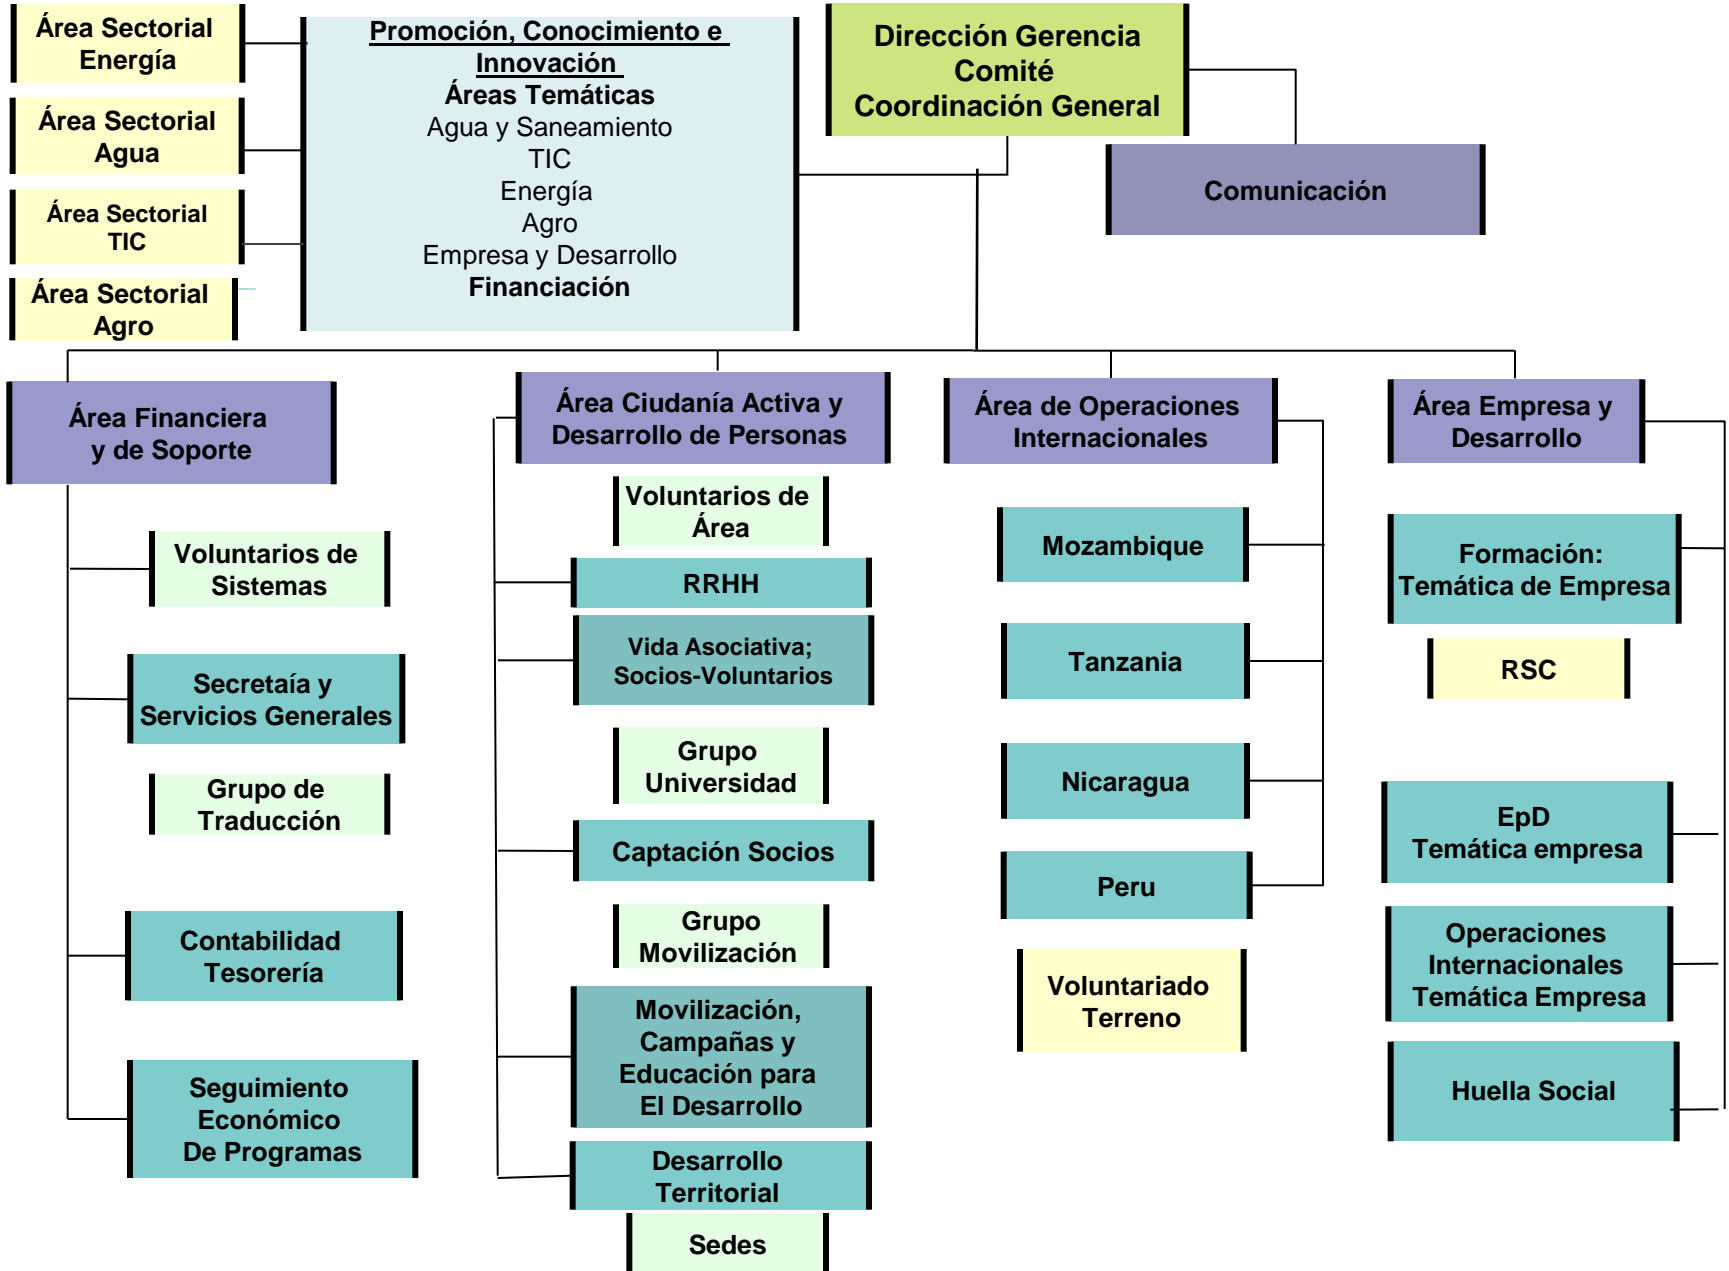 Área Sectorial
Energía
Área Sectorial
Agua
Área Sectorial
TIC
Área Sectorial
Agro
Promoción, Conocimiento e
Innovación
Áreas Temáticas
Agua y Saneamiento
TIC
Energía
Agro
Empresa y Desarrollo
Financiación
Dirección Gerencia
Comité
Coordinación General
Comunicación
Área Financiera
y de Soporte
Voluntarios de
Sistemas
Secretaía y
Servicios Generales
Grupo de
Traducción
Contabilidad
Tesorería
Seguimiento
Económico
De Programas
Área Ciudanía Activa y
Desarrollo de Personas
Voluntarios de
Área
RRHH
Vida Asociativa;
Socios-Voluntarios
Grupo
Universidad
Captación Socios
Grupo
Movilización
Movilización,
Campañas y
Educación para
El Desarrollo
Desarrollo
Territorial
Sedes
Área de Operaciones
Internacionales
Mozambique
Tanzania
Nicaragua
Peru
Voluntariado
Terreno
Área Empresa y
Desarrollo
Formación:
Temática de Empresa
RSC
EpD
Temática empresa
Operaciones
Internacionales
Temática Empresa
Huella Social